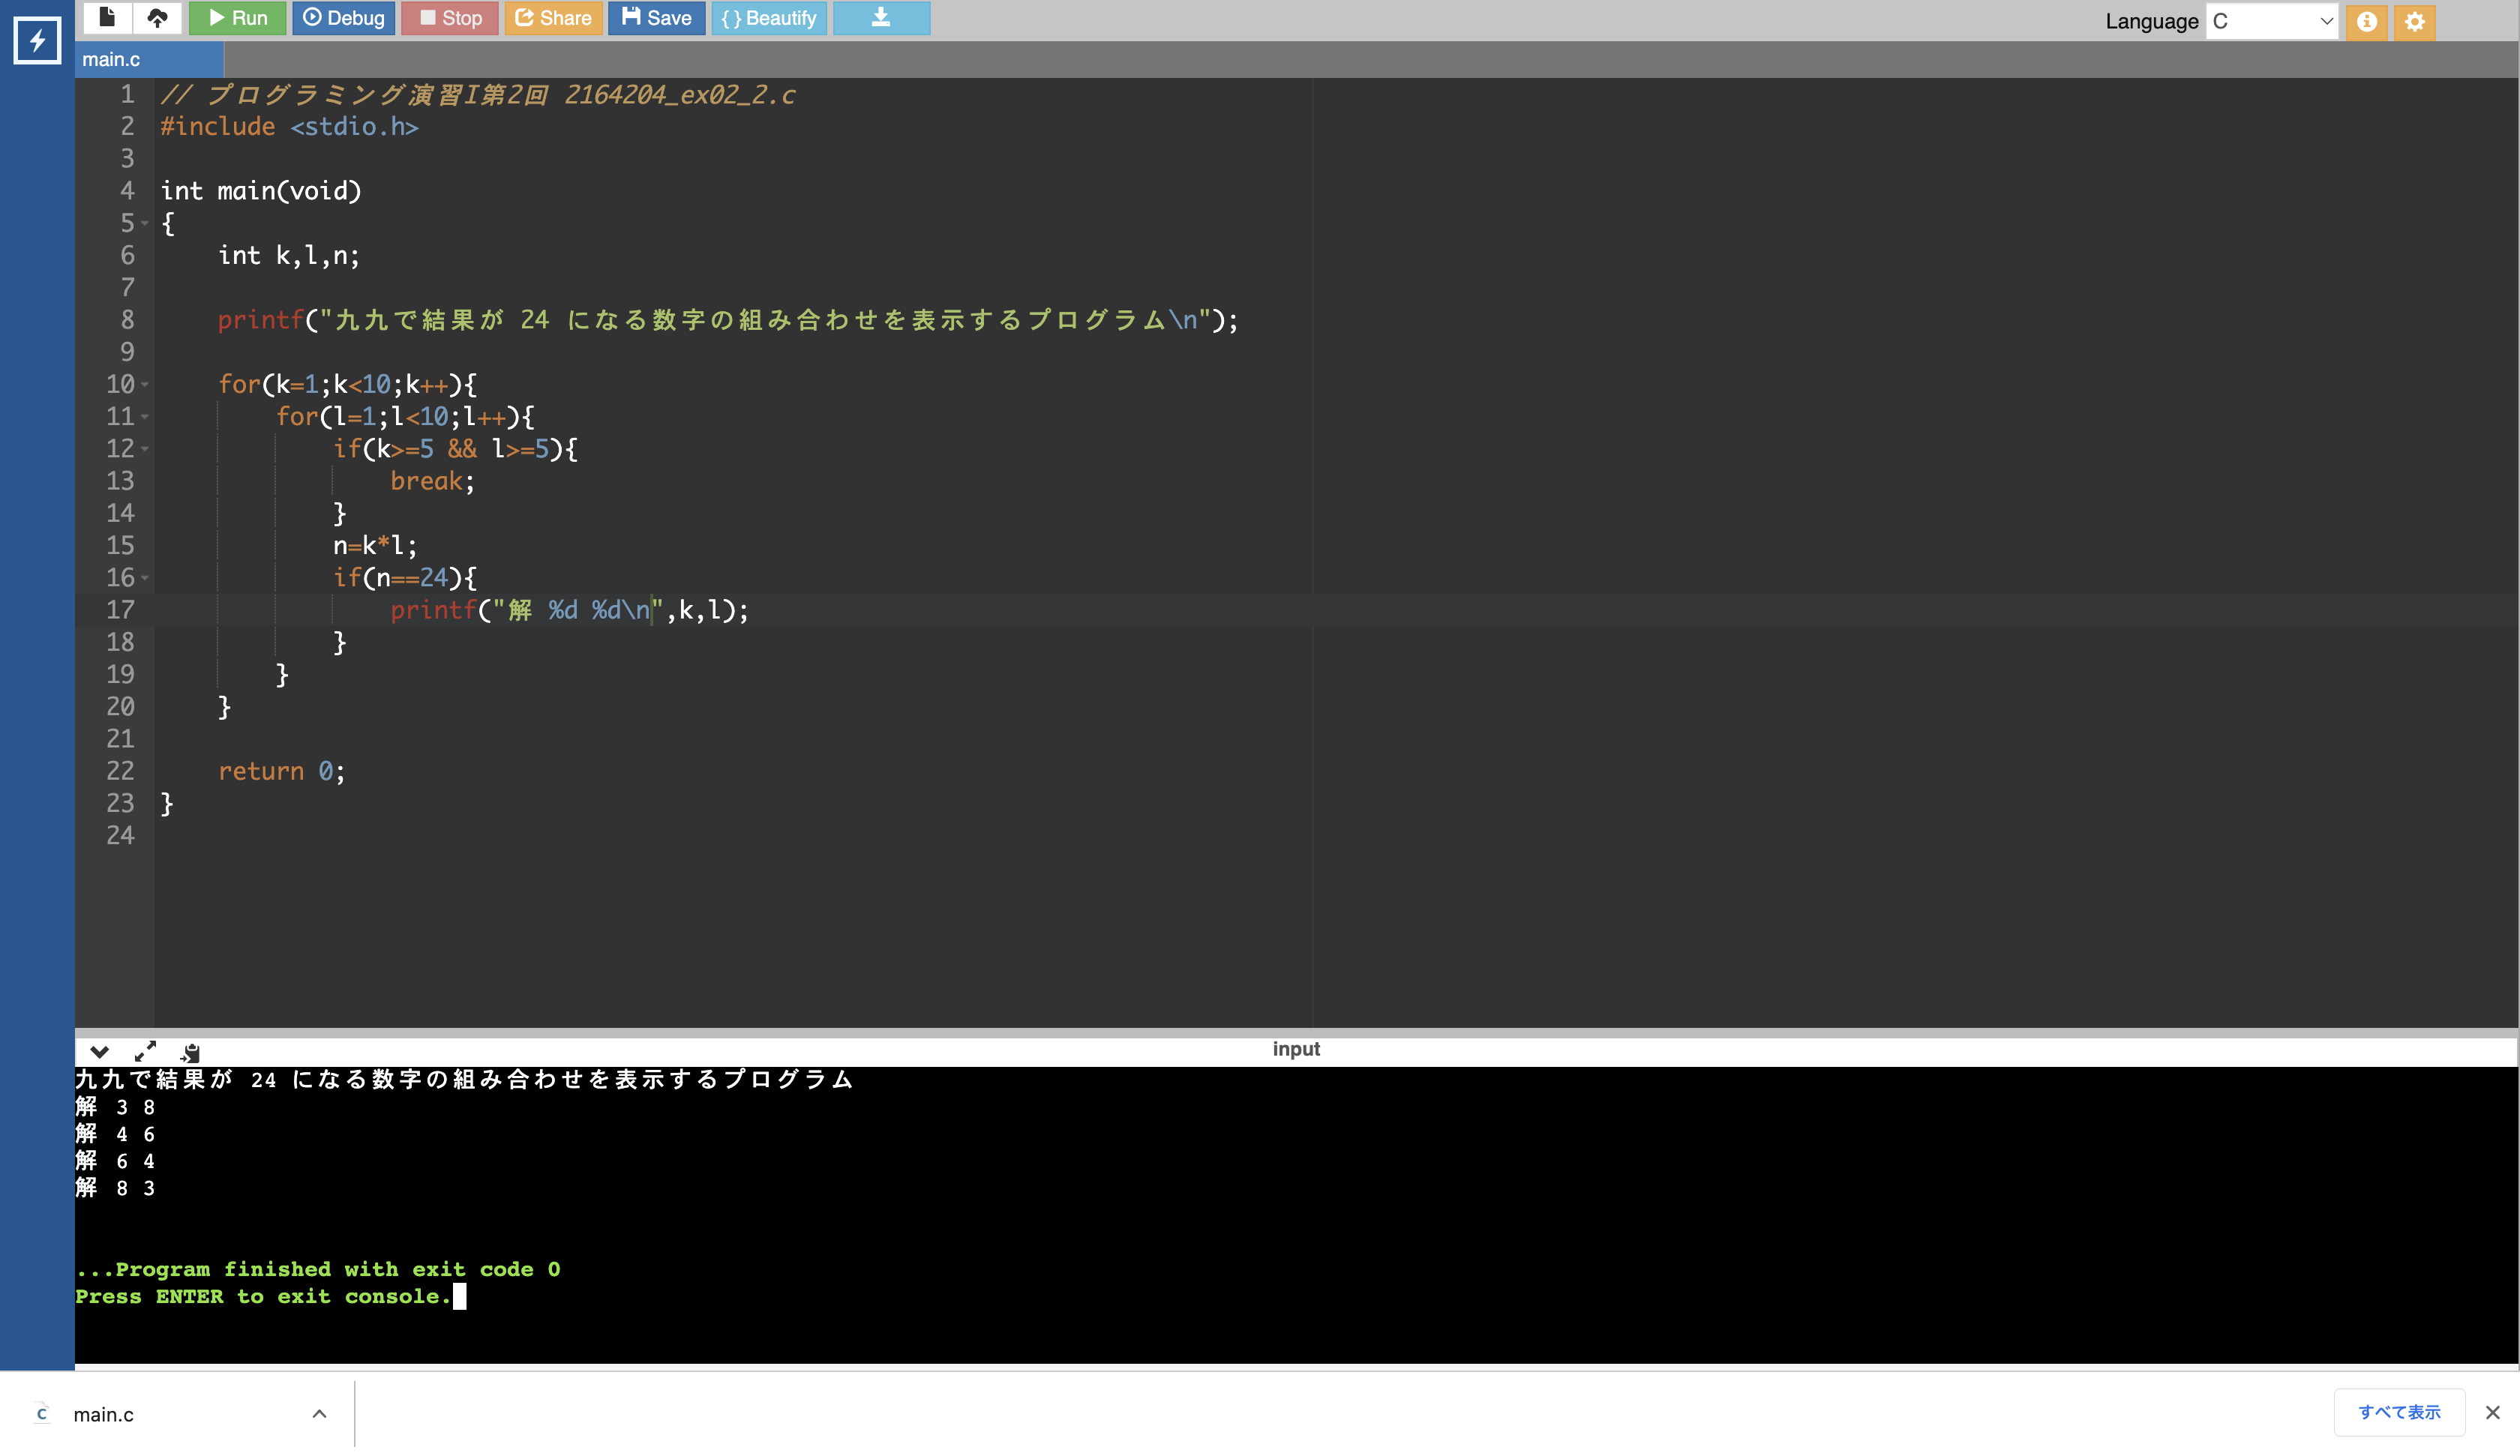 Run Debug Stop Share Save { } Beautify Language C
main.c
1 // プログラミング演習I第2回 2164204_ex02_2.c
2 #include <stdio.h>
3
4 int main(void)
5 {
6     int k,l,n;
7
8     printf("九九で結果が 24 になる数字の組み合わせを表示するプログラム\n");
9
10     for(k=1;k<10;k++){
11         for(l=1;l<10;l++){
12             if(k>=5 && l>=5){
13                 break;
14             }
15             n=k*l;
16             if(n==24){
17                 printf("解 %d %d\n",k,l);
18             }
19         }
20     }
21
22     return 0;
23 }
24
input
九九で結果が 24 になる数字の組み合わせを表示するプログラム
解 3 8
解 4 6
解 6 4
解 8 3
...Program finished with exit code 0
Press ENTER to exit console.
C main.c すべて表示